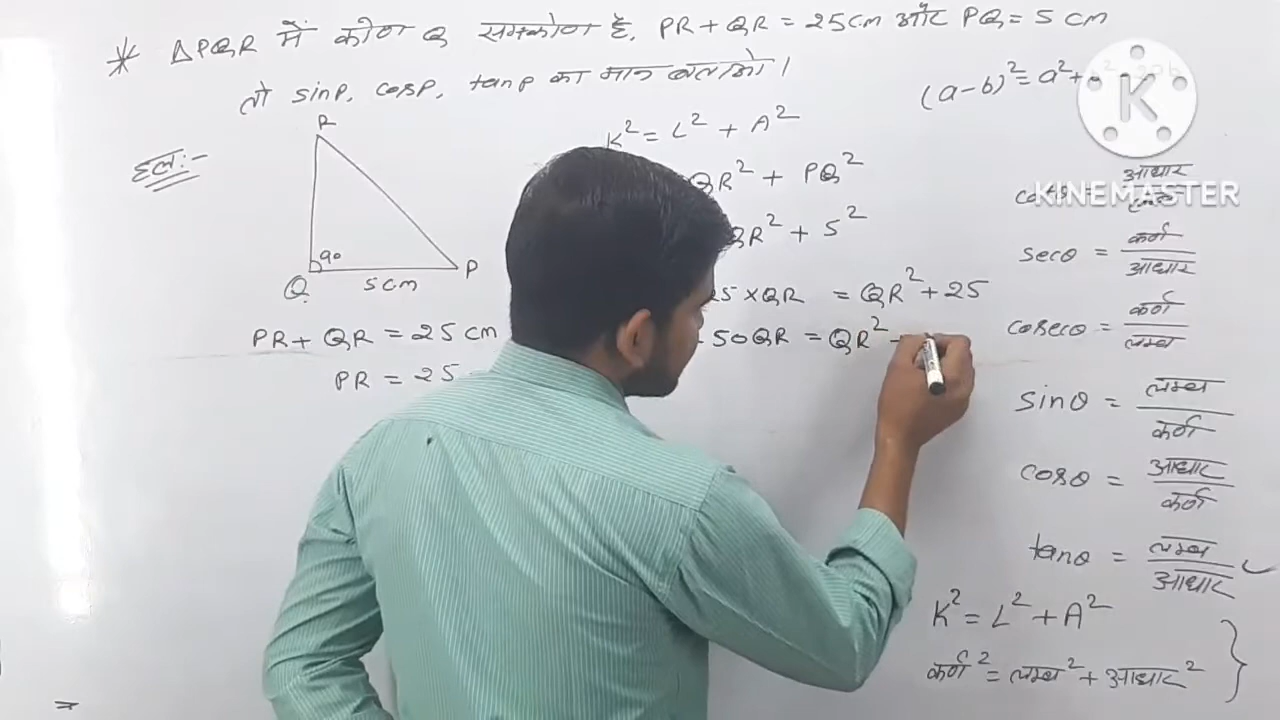 * △PQR में कोण Q समकोण है, PR + QR = 25cm और PQ = 5 cm
तो sinP, cosP, tanP का मान बताओ।
हल:-
R
90
Q
5cm
P
PR + QR = 25 cm
PR = 25
K² = L² + A²
QR² + PQ²
QR² + 5²
25 × QR = QR² + 25
50QR = QR²
(a-b)² = a² +
KINEMASTER
K
आधार
secθ = कर्ण / आधार
cosecθ = कर्ण / लम्ब
sinθ = लम्ब / कर्ण
cosθ = आधार / कर्ण
tanθ = लम्ब / आधार
K² = L² + A²
कर्ण² = लम्ब² + आधार²
=